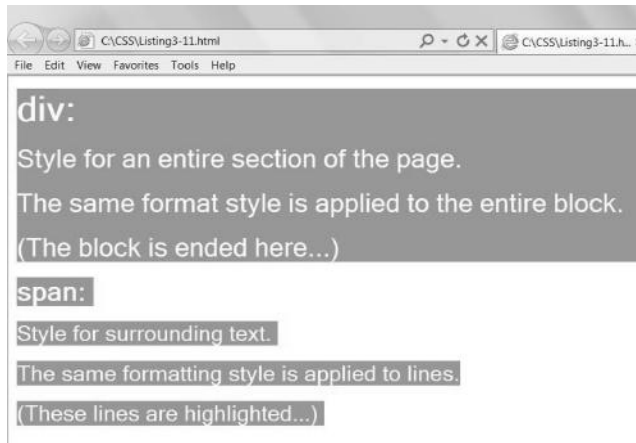 C:\CSS\Listing3-11.html
C:\CSS\Listing3-11.h...
File Edit View Favorites Tools Help
div:
Style for an entire section of the page.
The same format style is applied to the entire block.
(The block is ended here...)
span:
Style for surrounding text.
The same formatting style is applied to lines.
(These lines are highlighted...)